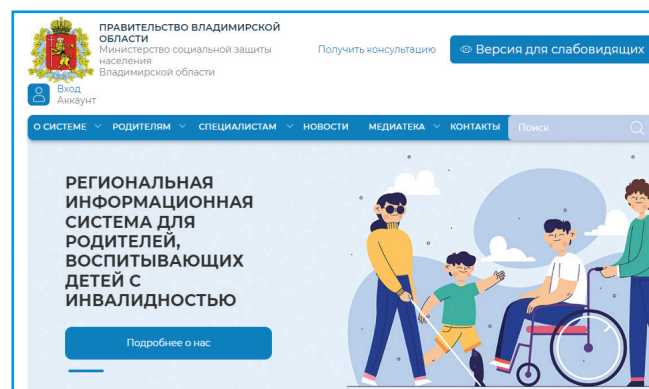 ПРАВИТЕЛЬСТВО ВЛАДИМИРСКОЙ
ОБЛАСТИ
Министерство социальной защиты
населения
Владимирской области
Получить консультацию
Версия для слабовидящих
Вход
Аккаунт
О СИСТЕМЕ РОДИТЕЛЯМ СПЕЦИАЛИСТАМ НОВОСТИ МЕДИАТЕКА КОНТАКТЫ Поиск
РЕГИОНАЛЬНАЯ
ИНФОРМАЦИОННАЯ
СИСТЕМА ДЛЯ
РОДИТЕЛЕЙ,
ВОСПИТЫВАЮЩИХ
ДЕТЕЙ С
ИНВАЛИДНОСТЬЮ
Подробнее о нас